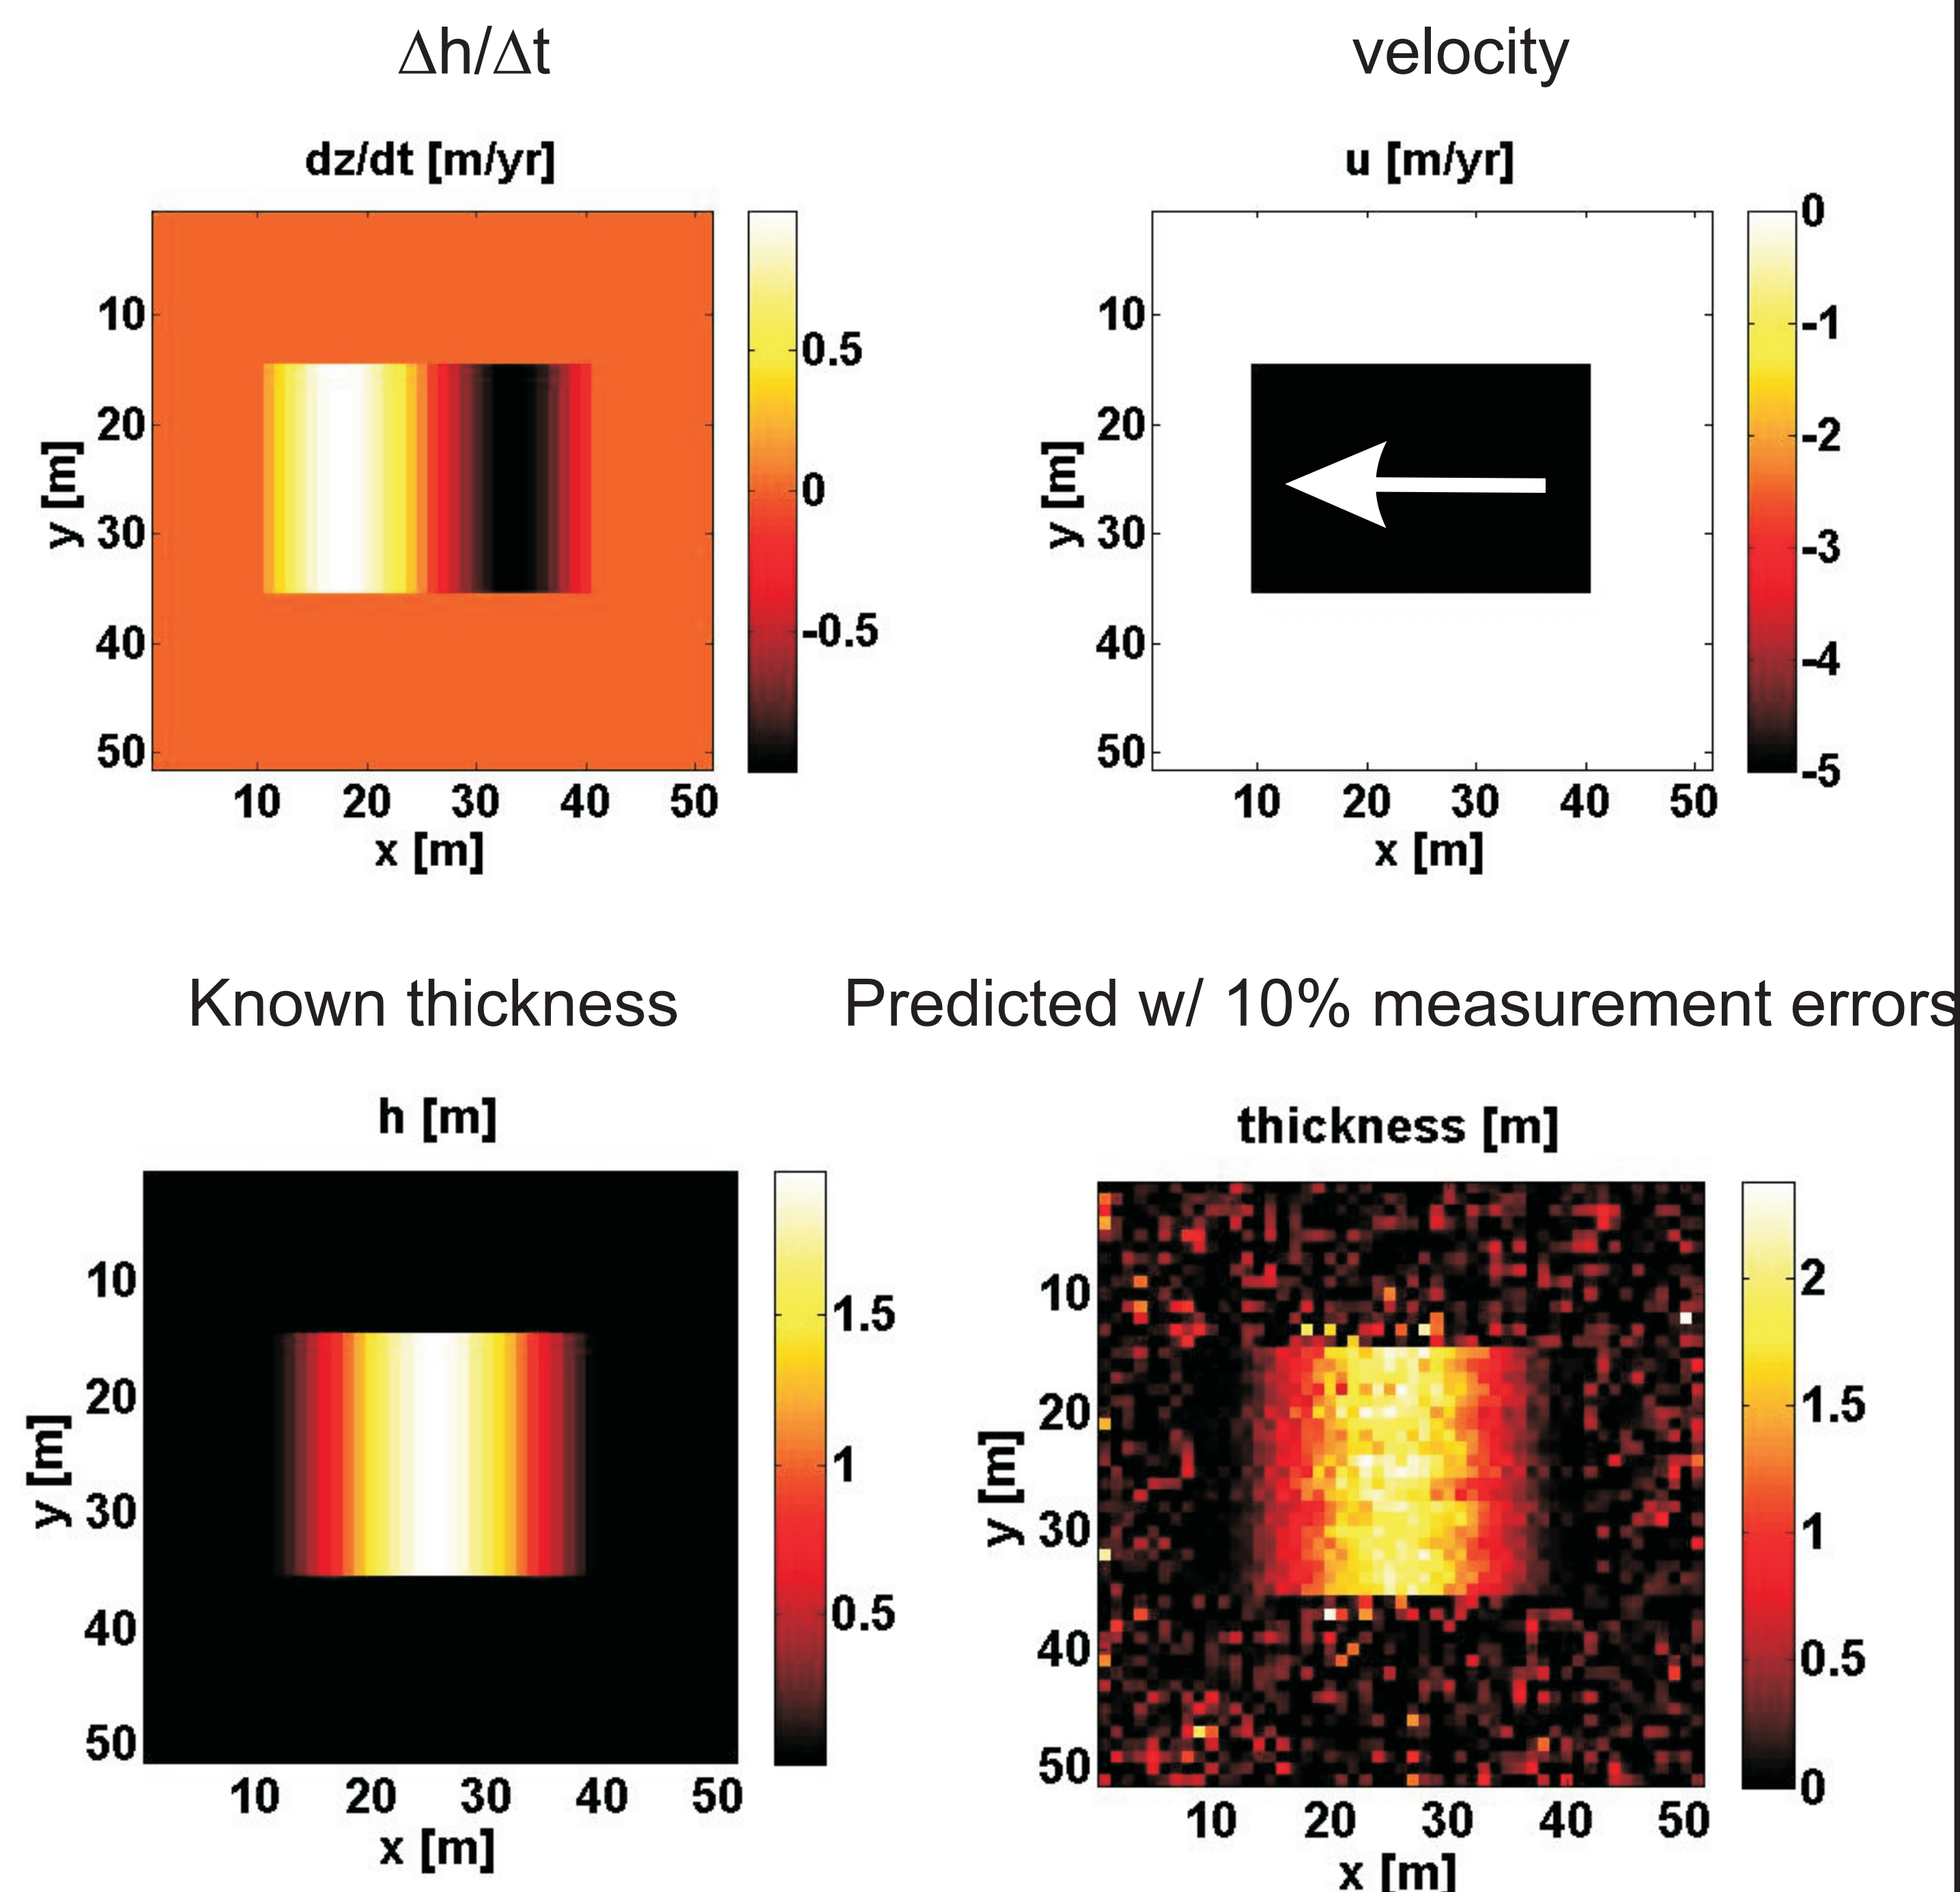 Δh/Δt
velocity
dz/dt [m/yr]
u [m/yr]
10
20
30
40
50
y [m]
10 20 30 40 50
x [m]
0.5
0
-0.5
10
20
30
40
50
y [m]
10 20 30 40 50
x [m]
0
-1
-2
-3
-4
-5
Known thickness
Predicted w/ 10% measurement errors
h [m]
thickness [m]
10
20
30
40
50
y [m]
10 20 30 40 50
x [m]
1.5
1
0.5
10
20
30
40
50
y [m]
10 20 30 40 50
x [m]
2
1.5
1
0.5
0